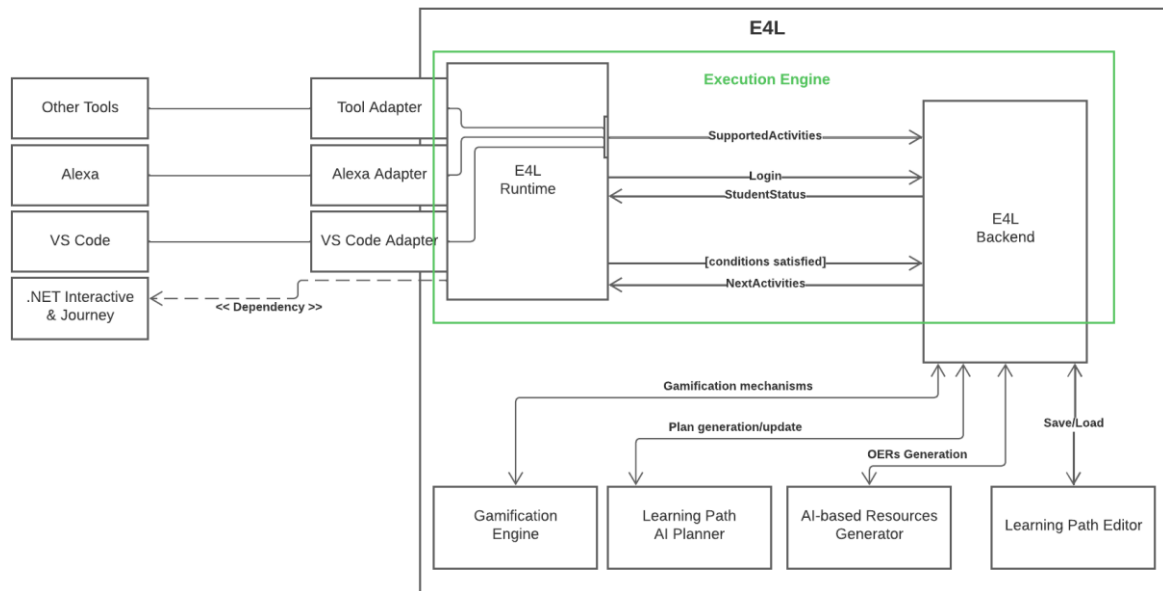 E4L
Execution Engine
Other Tools
Tool Adapter
SupportedActivities
Alexa
Alexa Adapter
E4L
Runtime
Login
StudentStatus
VS Code
VS Code Adapter
E4L
Backend
[conditions satisfied]
NextActivities
.NET Interactive
& Journey
<< Dependency >>
Gamification mechanisms
Plan generation/update
Save/Load
OERs Generation
Gamification
Engine
Learning Path
AI Planner
AI-based Resources
Generator
Learning Path Editor